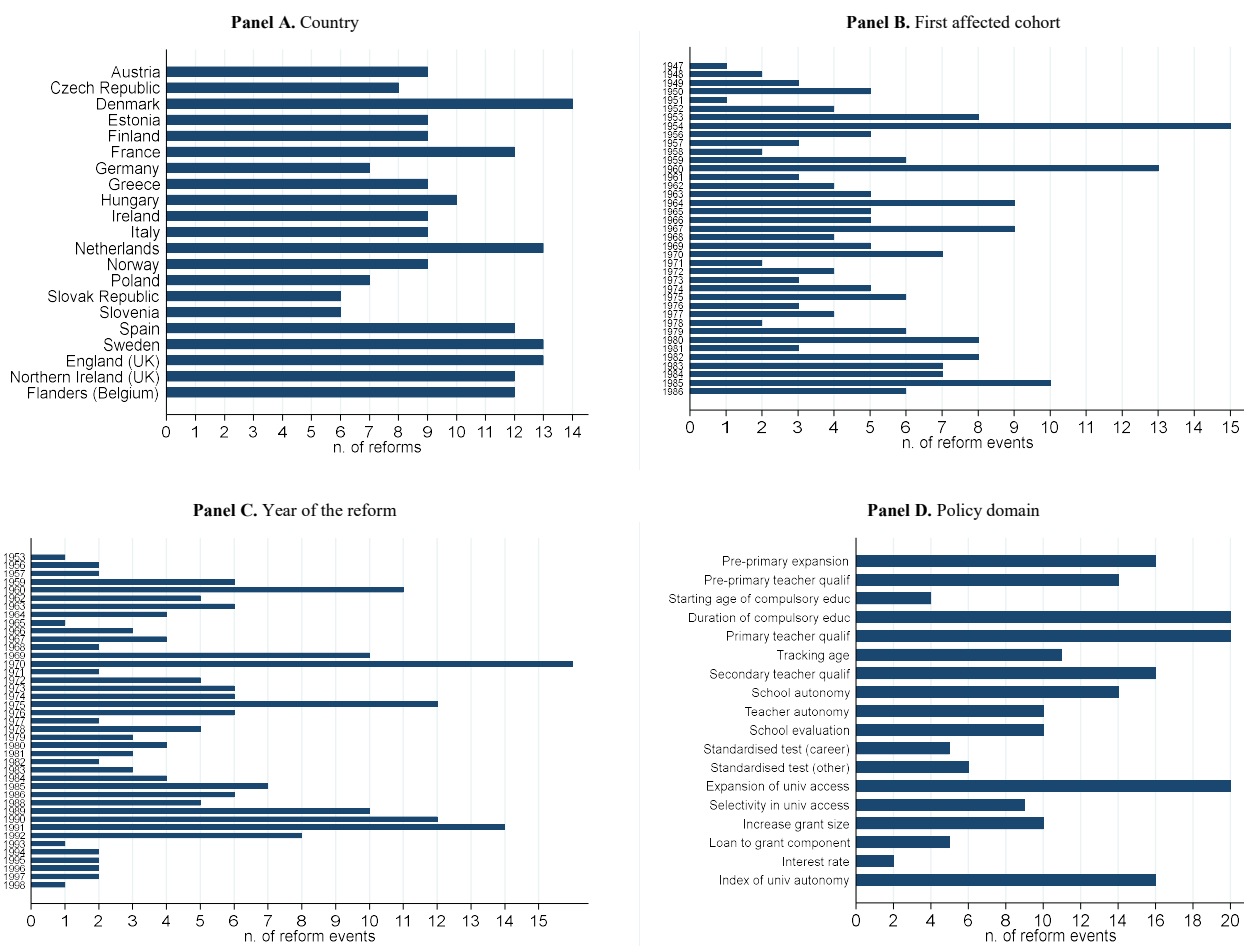 Panel A. Country
Austria
Czech Republic
Denmark
Estonia
Finland
France
Germany
Greece
Hungary
Ireland
Italy
Netherlands
Norway
Poland
Slovak Republic
Slovenia
Spain
Sweden
England (UK)
Northern Ireland (UK)
Flanders (Belgium)
0 1 2 3 4 5 6 7 8 9 10 11 12 13 14
n. of reforms
Panel B. First affected cohort
1947
1948
1949
1950
1951
1952
1953
1954
1956
1957
1958
1959
1960
1961
1962
1963
1964
1965
1966
1967
1968
1969
1970
1971
1972
1973
1974
1975
1976
1977
1978
1979
1980
1981
1982
1983
1984
1985
1986
0 1 2 3 4 5 6 7 8 9 10 11 12 13 14 15
n. of reform events
Panel C. Year of the reform
1953
1956
1957
1959
1960
1962
1963
1964
1965
1966
1967
1968
1969
1970
1971
1972
1973
1974
1975
1976
1977
1978
1979
1980
1981
1982
1983
1984
1985
1986
1988
1989
1990
1991
1992
1993
1994
1995
1996
1997
1998
0 1 2 3 4 5 6 7 8 9 10 11 12 13 14 15
n. of reform events
Panel D. Policy domain
Pre-primary expansion
Pre-primary teacher qualif
Starting age of compulsory educ
Duration of compulsory educ
Primary teacher qualif
Tracking age
Secondary teacher qualif
School autonomy
Teacher autonomy
School evaluation
Standardised test (career)
Standardised test (other)
Expansion of univ access
Selectivity in univ access
Increase grant size
Loan to grant component
Interest rate
Index of univ autonomy
0 2 4 6 8 10 12 14 16 18 20
n. of reform events